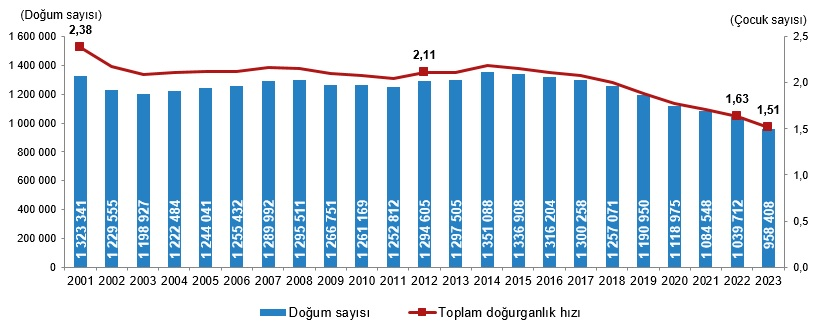 (Doğum sayısı)
(Çocuk sayısı)
1 600 000
1 400 000
1 200 000
1 000 000
800 000
600 000
400 000
200 000
0
2,38
2,11
1,63
1,51
2,5
2,0
1,5
1,0
0,5
0,0
1 323 341
1 229 555
1 198 927
1 222 484
1 244 041
1 255 432
1 289 992
1 295 511
1 266 751
1 261 169
1 252 812
1 294 605
1 297 505
1 351 088
1 336 908
1 316 204
1 300 258
1 257 071
1 190 950
1 118 975
1 084 548
1 039 712
958 408
2001 2002 2003 2004 2005 2006 2007 2008 2009 2010 2011 2012 2013 2014 2015 2016 2017 2018 2019 2020 2021 2022 2023
Doğum sayısı Toplam doğurganlık hızı